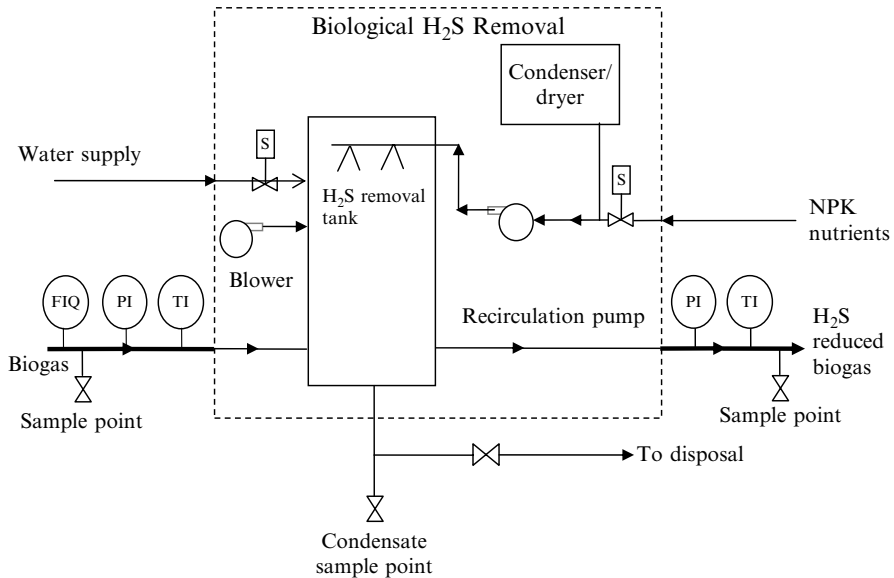 Biological H₂S Removal
Condenser/
dryer
S
Water supply
S
H₂S removal
tank
NPK
nutrients
Blower
FIQ
PI
TI
Recirculation pump
PI
TI
H₂S
reduced
biogas
Biogas
Sample point
Sample point
To disposal
Condensate
sample point